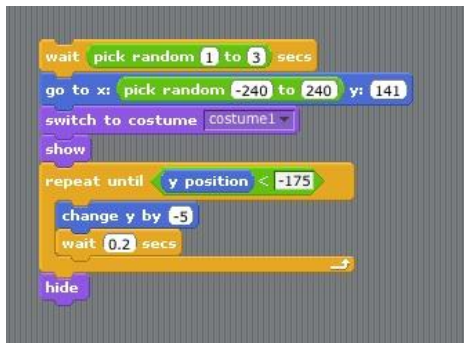 wait pick random 1 to 3 secs
go to x: pick random -240 to 240 y: 141
switch to costume costume1
show
repeat until y position < -175
change y by -5
wait 0.2 secs
hide